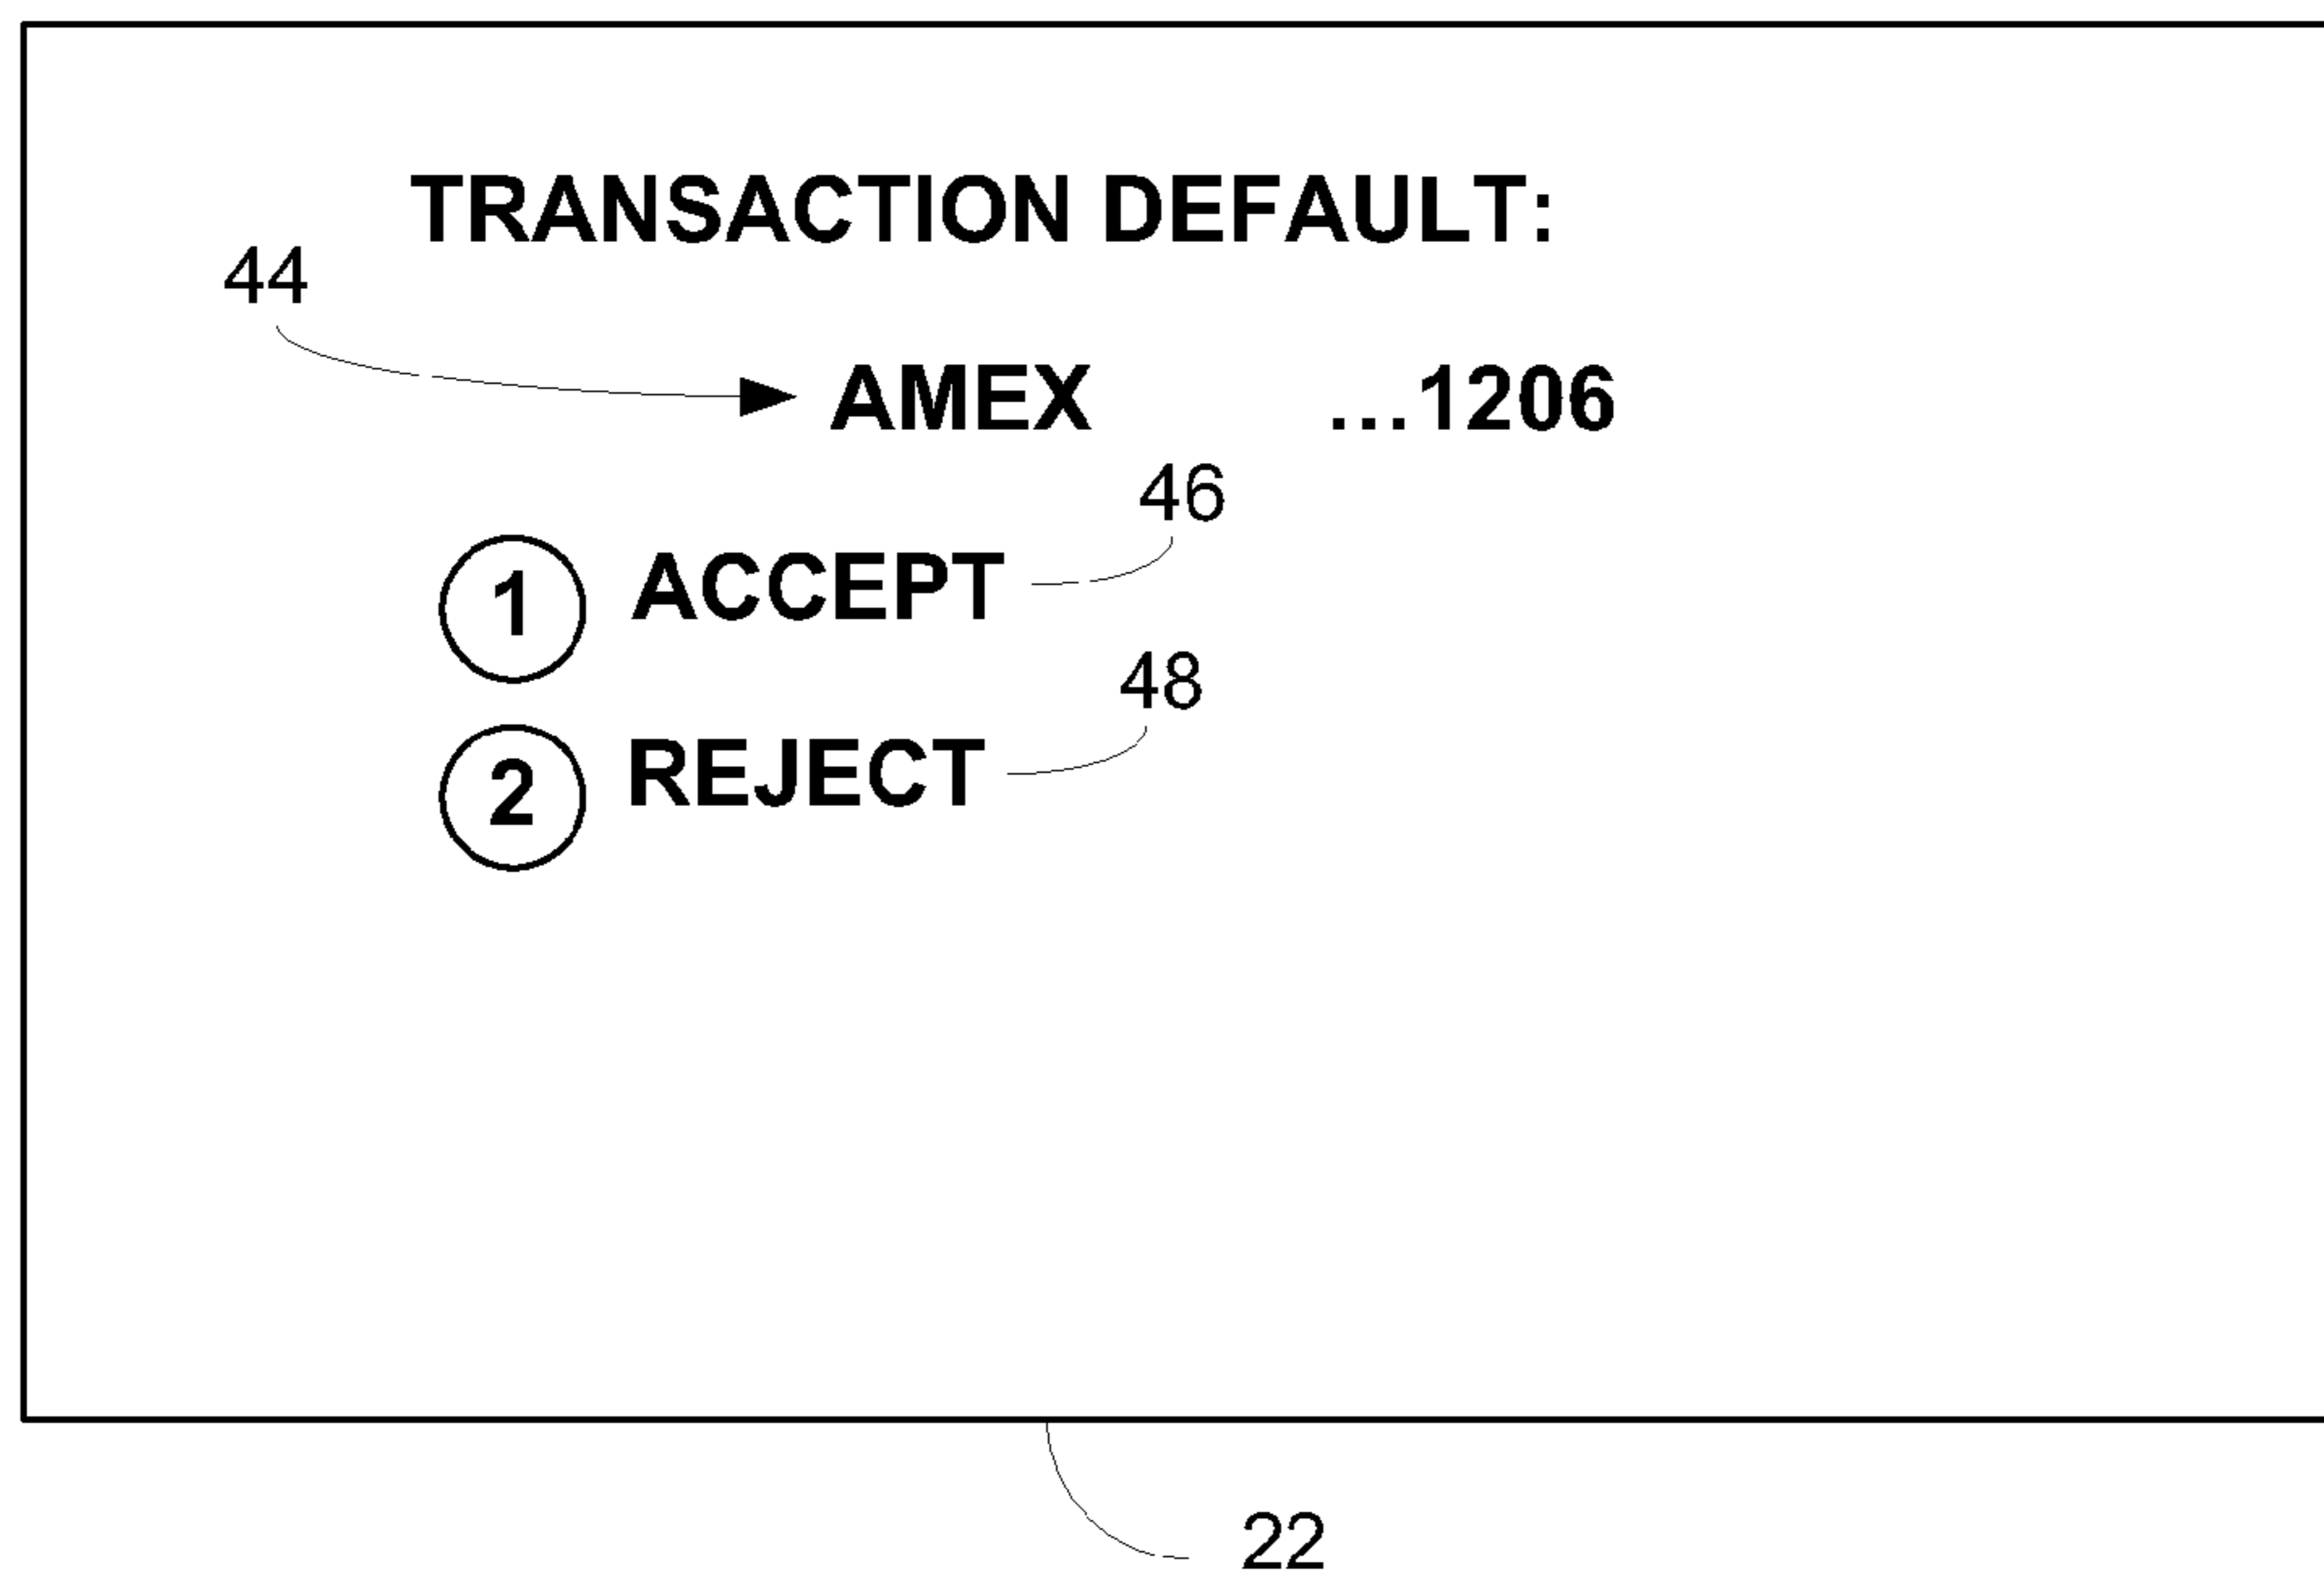 TRANSACTION DEFAULT:
44
AMEX ...1206
46
1 ACCEPT
48
2 REJECT
22